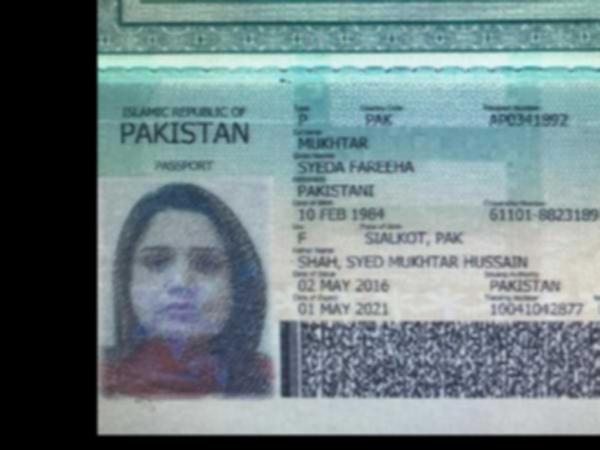 ISLAMIC REPUBLIC OF
PAKISTAN
PASSPORT
Type Country Code Passport Number
P PAK AP0341992
Surname
MUKHTAR
Given Names
SYEDA FAREEHA
Nationality
PAKISTANI
Date of Birth Citizenship Number
10 FEB 1984 61101-8823189
Sex Place of Birth
F SIALKOT, PAK
Father Name
SHAH, SYED MUKHTAR HUSSAIN
Date of Issue Issuing Authority
02 MAY 2016 PAKISTAN
Date of Expiry Tracking Number
01 MAY 2021 10041042877